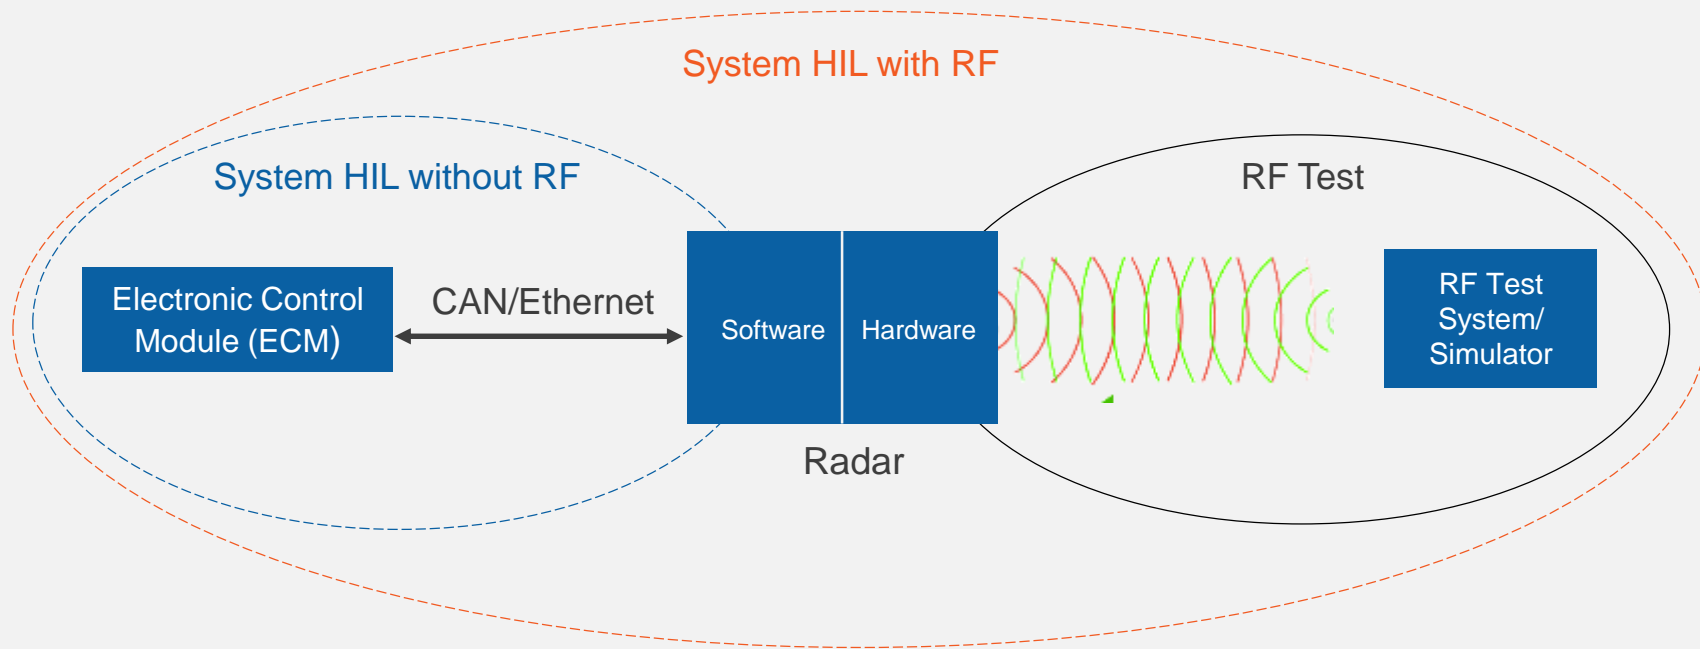 System HIL with RF
System HIL without RF
RF Test
Electronic Control
Module (ECM)
CAN/Ethernet
Software
Hardware
RF Test
System/
Simulator
Radar